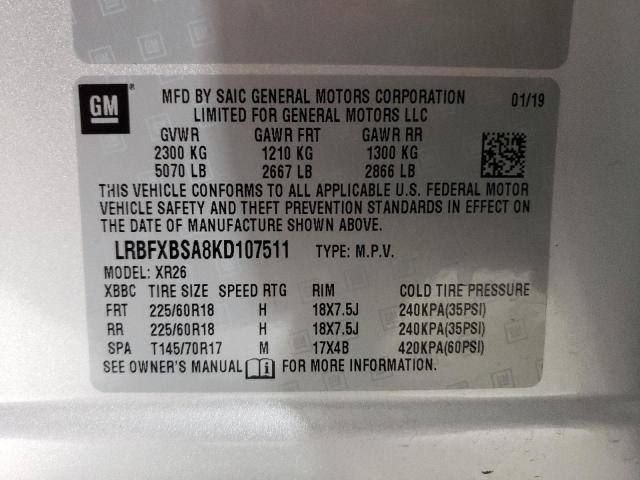 GM
MFD BY SAIC GENERAL MOTORS CORPORATION 01/19
LIMITED FOR GENERAL MOTORS LLC
GVWR GAWR FRT GAWR RR
2300 KG 1210 KG 1300 KG
5070 LB 2667 LB 2866 LB
THIS VEHICLE CONFORMS TO ALL APPLICABLE U.S. FEDERAL MOTOR
VEHICLE SAFETY AND THEFT PREVENTION STANDARDS IN EFFECT ON
THE DATE OF MANUFACTURE SHOWN ABOVE.
LRBFXBSA8KD107511 TYPE: M.P.V.
MODEL: XR26
XBBC TIRE SIZE SPEED RTG RIM COLD TIRE PRESSURE
FRT 225/60R18 H 18X7.5J 240KPA(35PSI)
RR 225/60R18 H 18X7.5J 240KPA(35PSI)
SPA T145/70R17 M 17X4B 420KPA(60PSI)
SEE OWNER'S MANUAL FOR MORE INFORMATION